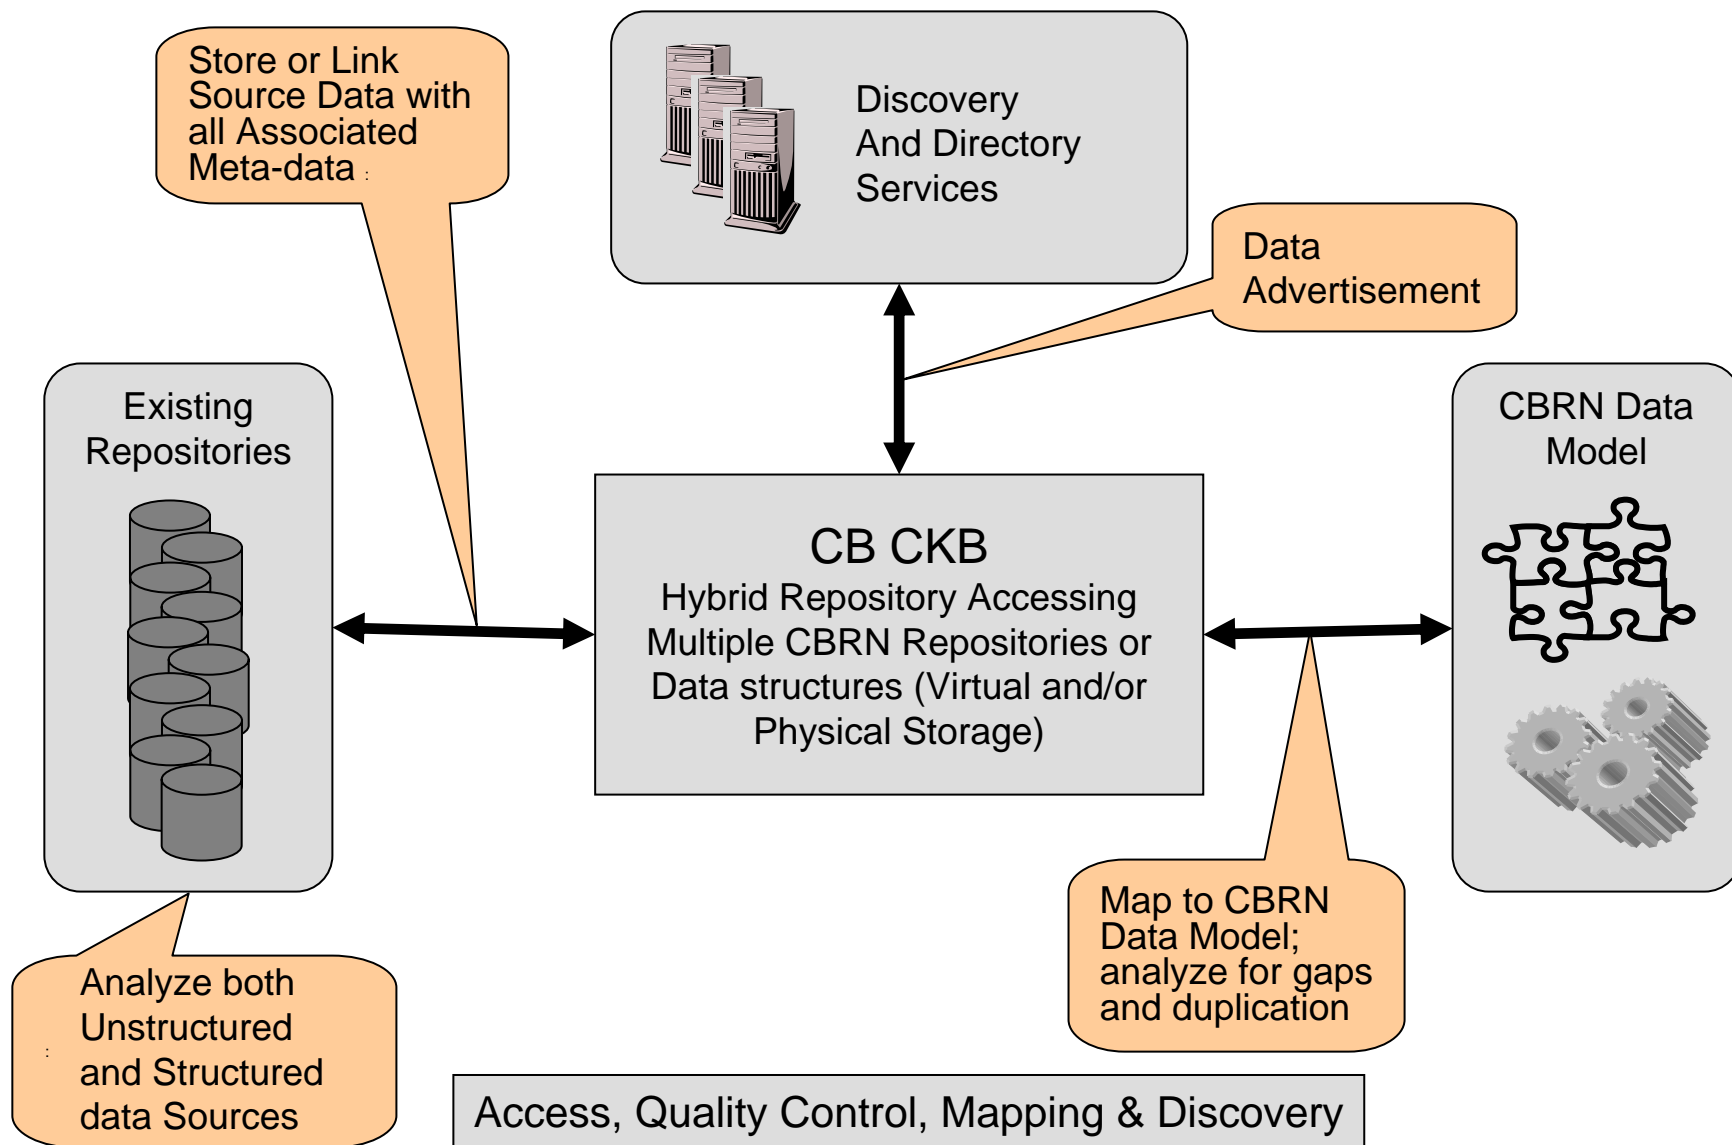 Store or Link
Source Data with
all Associated
Meta-data :
Discovery
And Directory
Services
Data
Advertisement
Existing
Repositories
CBRN Data
Model
CB CKB
Hybrid Repository Accessing
Multiple CBRN Repositories or
Data structures (Virtual and/or
Physical Storage)
Map to CBRN
Data Model;
analyze for gaps
and duplication
Analyze both
Unstructured
: and Structured
data Sources
Access, Quality Control, Mapping & Discovery